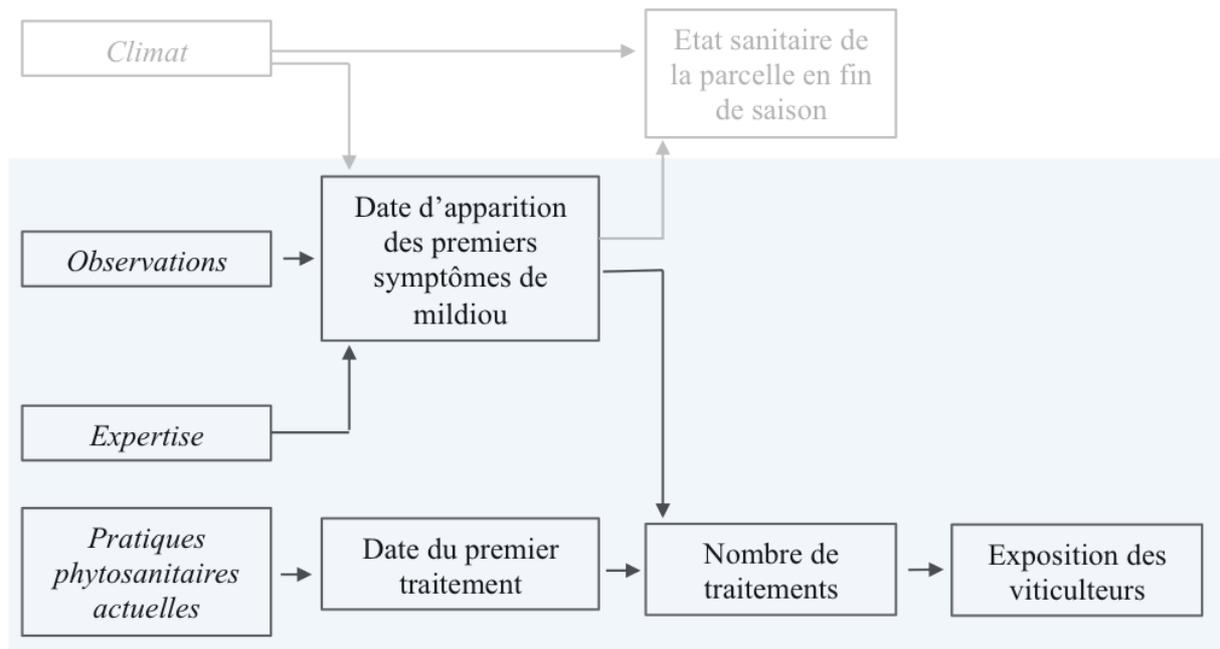 Climat
Etat sanitaire de
la parcelle en fin
de saison
Date d’apparition
des premiers
symptômes de
mildiou
Observations
Expertise
Pratiques
phytosanitaires
actuelles
Date du premier
traitement
Nombre de
traitements
Exposition des
viticulteurs